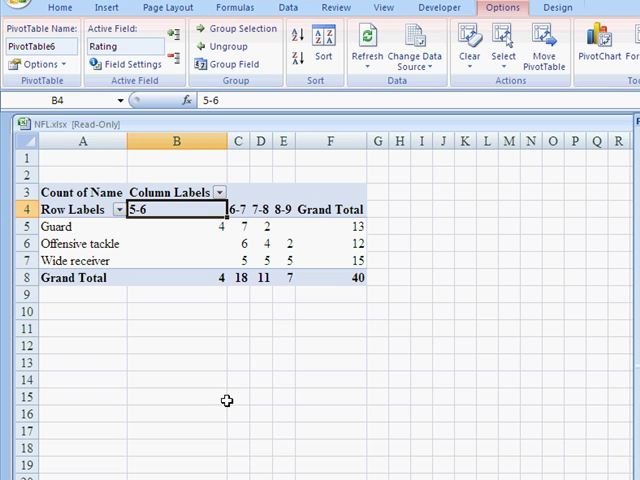 Home Insert Page Layout Formulas Data Review View Developer Options Design
PivotTable Name: Active Field: Group Selection
PivotTable6 Rating Ungroup
Options Field Settings Group Field Sort Refresh Change Data Source Clear Select Move PivotTable PivotChart
PivotTable Active Field Group Sort Data Actions
B4 fx 5-6
NFL.xlsx [Read-Only]
A B C D E F G H I J K L M N O P Q R
1
2
3 Count of Name Column Labels
4 Row Labels 5-6 6-7 7-8 8-9 Grand Total
5 Guard 4 7 2 13
6 Offensive tackle 6 4 2 12
7 Wide receiver 5 5 5 15
8 Grand Total 4 18 11 7 40
9
10
11
12
13
14
15
16
17
18
19